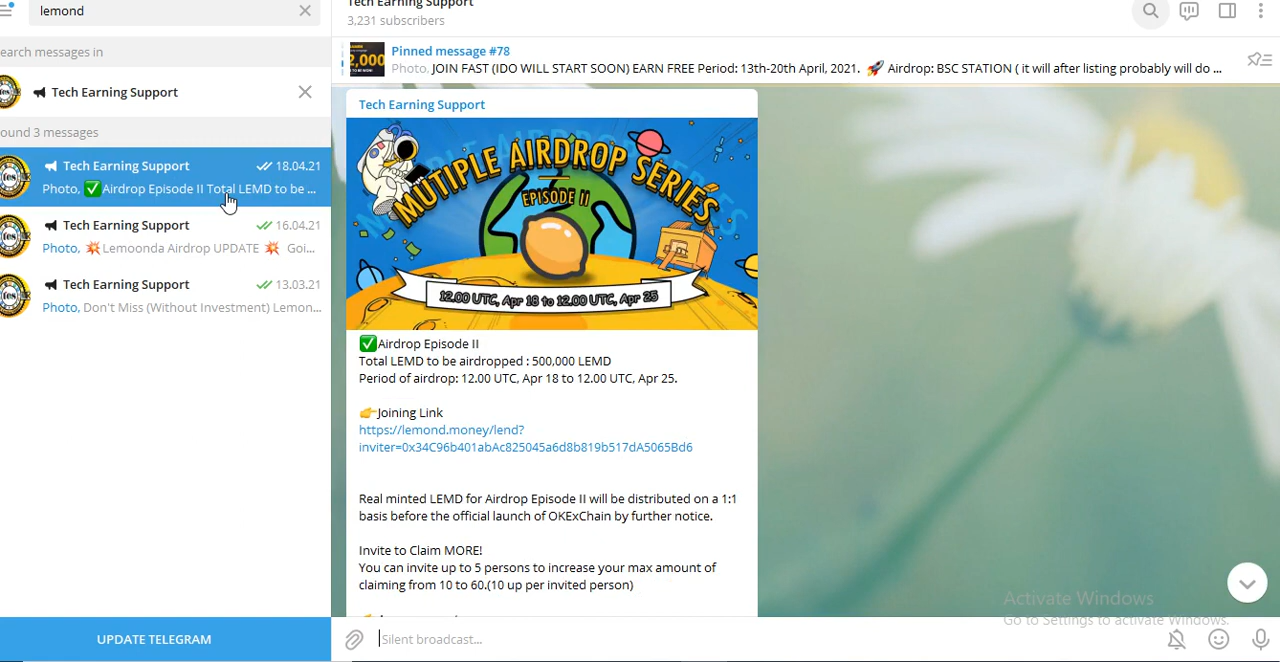 lemond
earch messages in
Tech Earning Support
ound 3 messages
Tech Earning Support 18.04.21
Photo, ✅Airdrop Episode II Total LEMD to be ...
Tech Earning Support 16.04.21
Photo, 💥Lemoonda Airdrop UPDATE 💥 Goi...
Tech Earning Support 13.03.21
Photo, Don't Miss (Without Investment) Lemon...
UPDATE TELEGRAM
Tech Earning Support
3,231 subscribers
2,000
Pinned message #78
Photo, JOIN FAST (IDO WILL START SOON) EARN FREE Period: 13th-20th April, 2021. 🚀 Airdrop: BSC STATION ( it will after listing probably will do ...
Tech Earning Support
MUTIPLE AIRDROP SERIES
EPISODE II
12.00 UTC, Apr 18 to 12.00 UTC, Apr 25
✅Airdrop Episode II
Total LEMD to be airdropped : 500,000 LEMD
Period of airdrop: 12.00 UTC, Apr 18 to 12.00 UTC, Apr 25.
👉Joining Link
https://lemond.money/lend?
inviter=0x34C96b401abAc825045a6d8b819b517dA5065Bd6
Real minted LEMD for Airdrop Episode II will be distributed on a 1:1
basis before the official launch of OKExChain by further notice.
Invite to Claim MORE!
You can invite up to 5 persons to increase your max amount of
claiming from 10 to 60.(10 up per invited person)
Silent broadcast...
Activate Windows
Go to Settings to activate Windows.